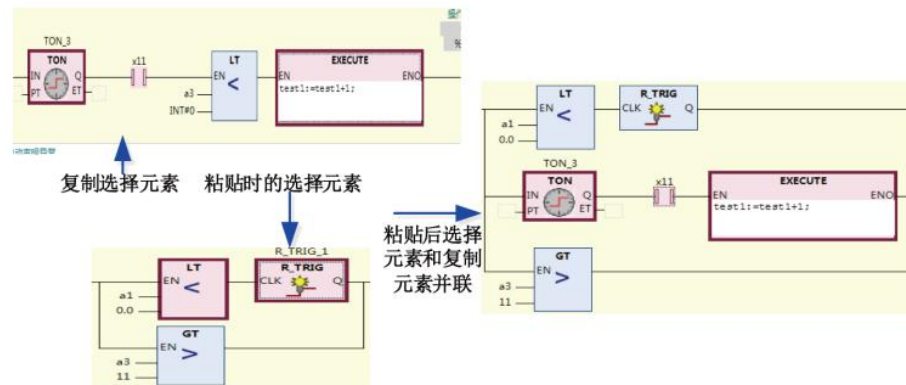 TON_3
TON
IN
Q
PT
ET
x11
LT
EN
<
a3
INT#0
EXECUTE
EN
ENO
test1:=test1+1;
复制选择元素
粘贴时的选择元素
R_TRIG_1
LT
EN
<
a1
0.0
R_TRIG
CLK
Q
GT
EN
>
a3
11
粘贴后选择
元素和复制
元素并联
LT
EN
<
a1
0.0
R_TRIG
CLK
Q
TON_3
TON
IN
Q
PT
ET
x11
EXECUTE
EN
ENO
test1:=test1+1;
GT
EN
>
a3
11